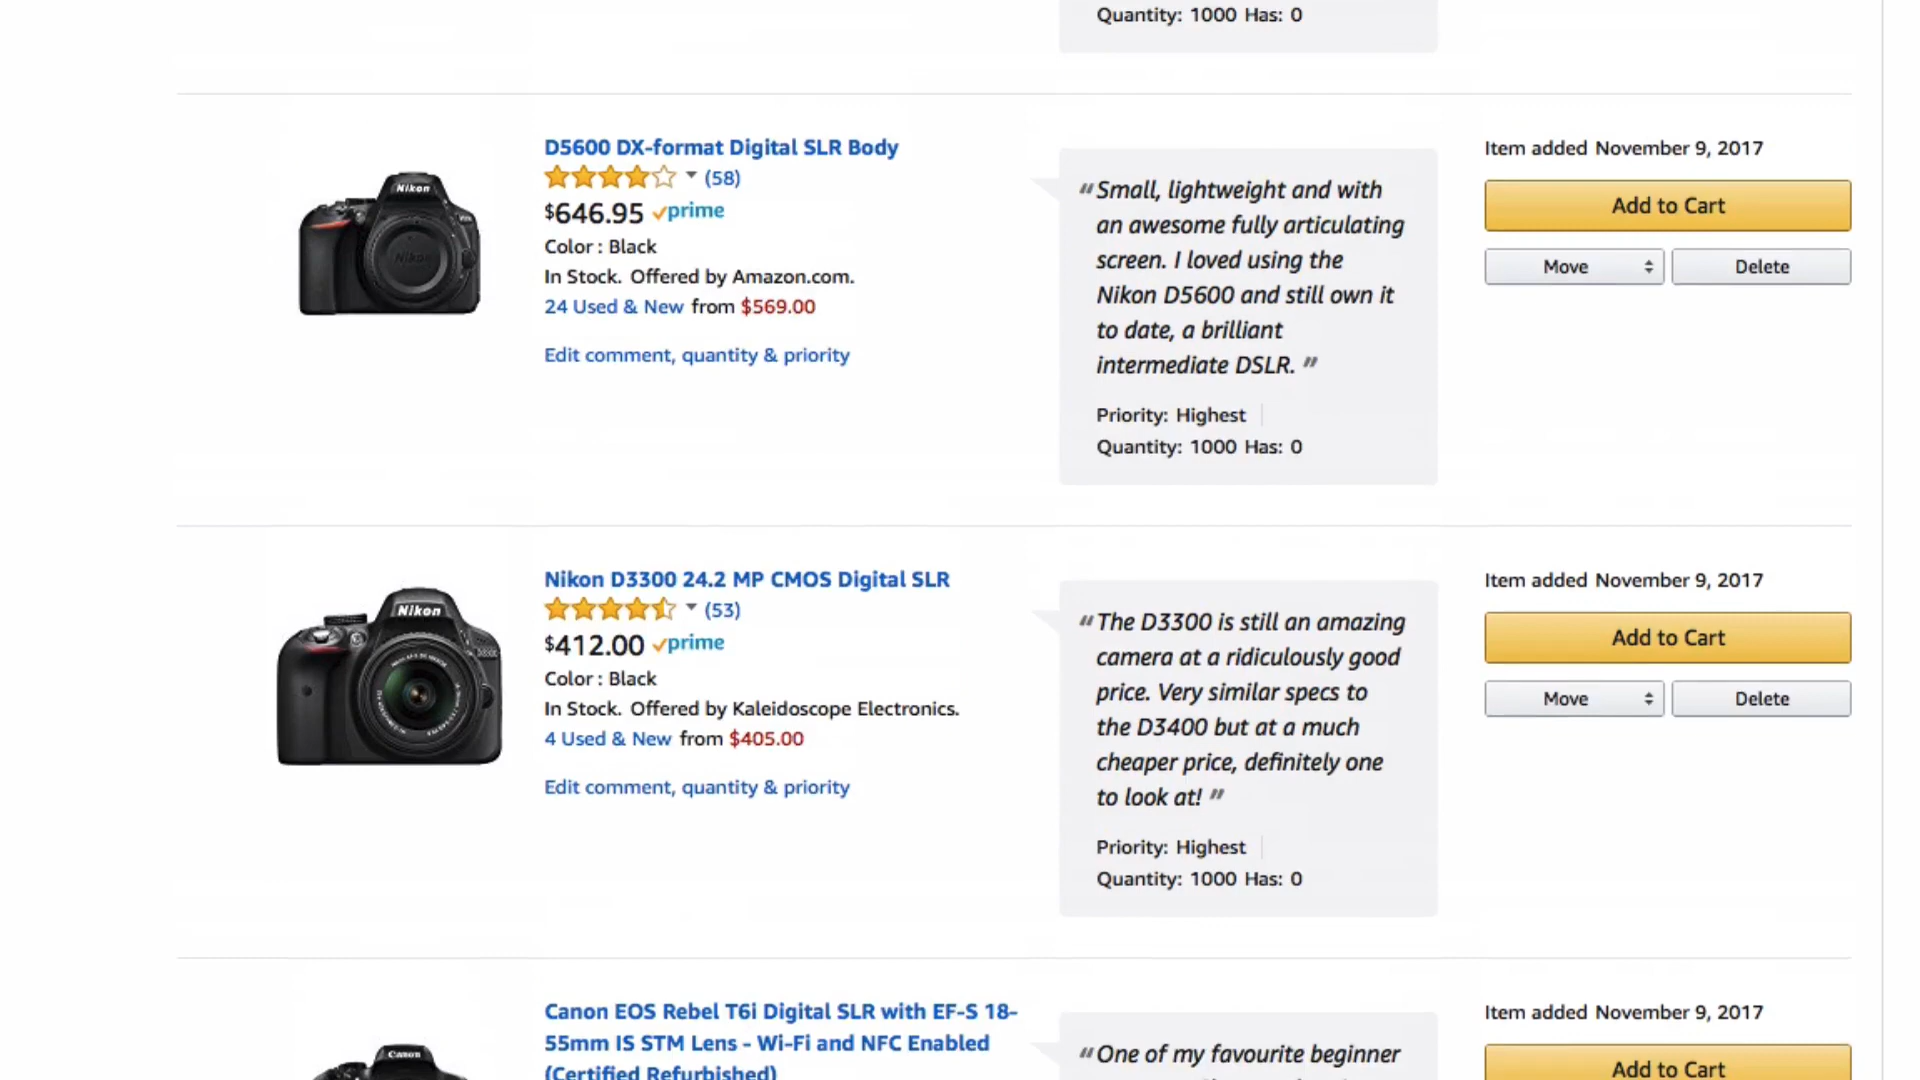 Quantity: 1000 Has: 0
Nikon
Nikon
D5600 DX-format Digital SLR Body
(58)
$646.95 prime
Color : Black
In Stock. Offered by Amazon.com.
24 Used & New from $569.00
Edit comment, quantity & priority
“Small, lightweight and with
an awesome fully articulating
screen. I loved using the
Nikon D5600 and still own it
to date, a brilliant
intermediate DSLR. ”
Priority: Highest
Quantity: 1000 Has: 0
Item added November 9, 2017
Add to Cart
Move
Delete
Nikon
Nikon D3300 24.2 MP CMOS Digital SLR
(53)
$412.00 prime
Color : Black
In Stock. Offered by Kaleidoscope Electronics.
4 Used & New from $405.00
Edit comment, quantity & priority
“The D3300 is still an amazing
camera at a ridiculously good
price. Very similar specs to
the D3400 but at a much
cheaper price, definitely one
to look at! ”
Priority: Highest
Quantity: 1000 Has: 0
Item added November 9, 2017
Add to Cart
Move
Delete
Canon
Canon EOS Rebel T6i Digital SLR with EF-S 18-
55mm IS STM Lens - Wi-Fi and NFC Enabled
(Certified Refurbished)
“One of my favourite beginner
Item added November 9, 2017
Add to Cart